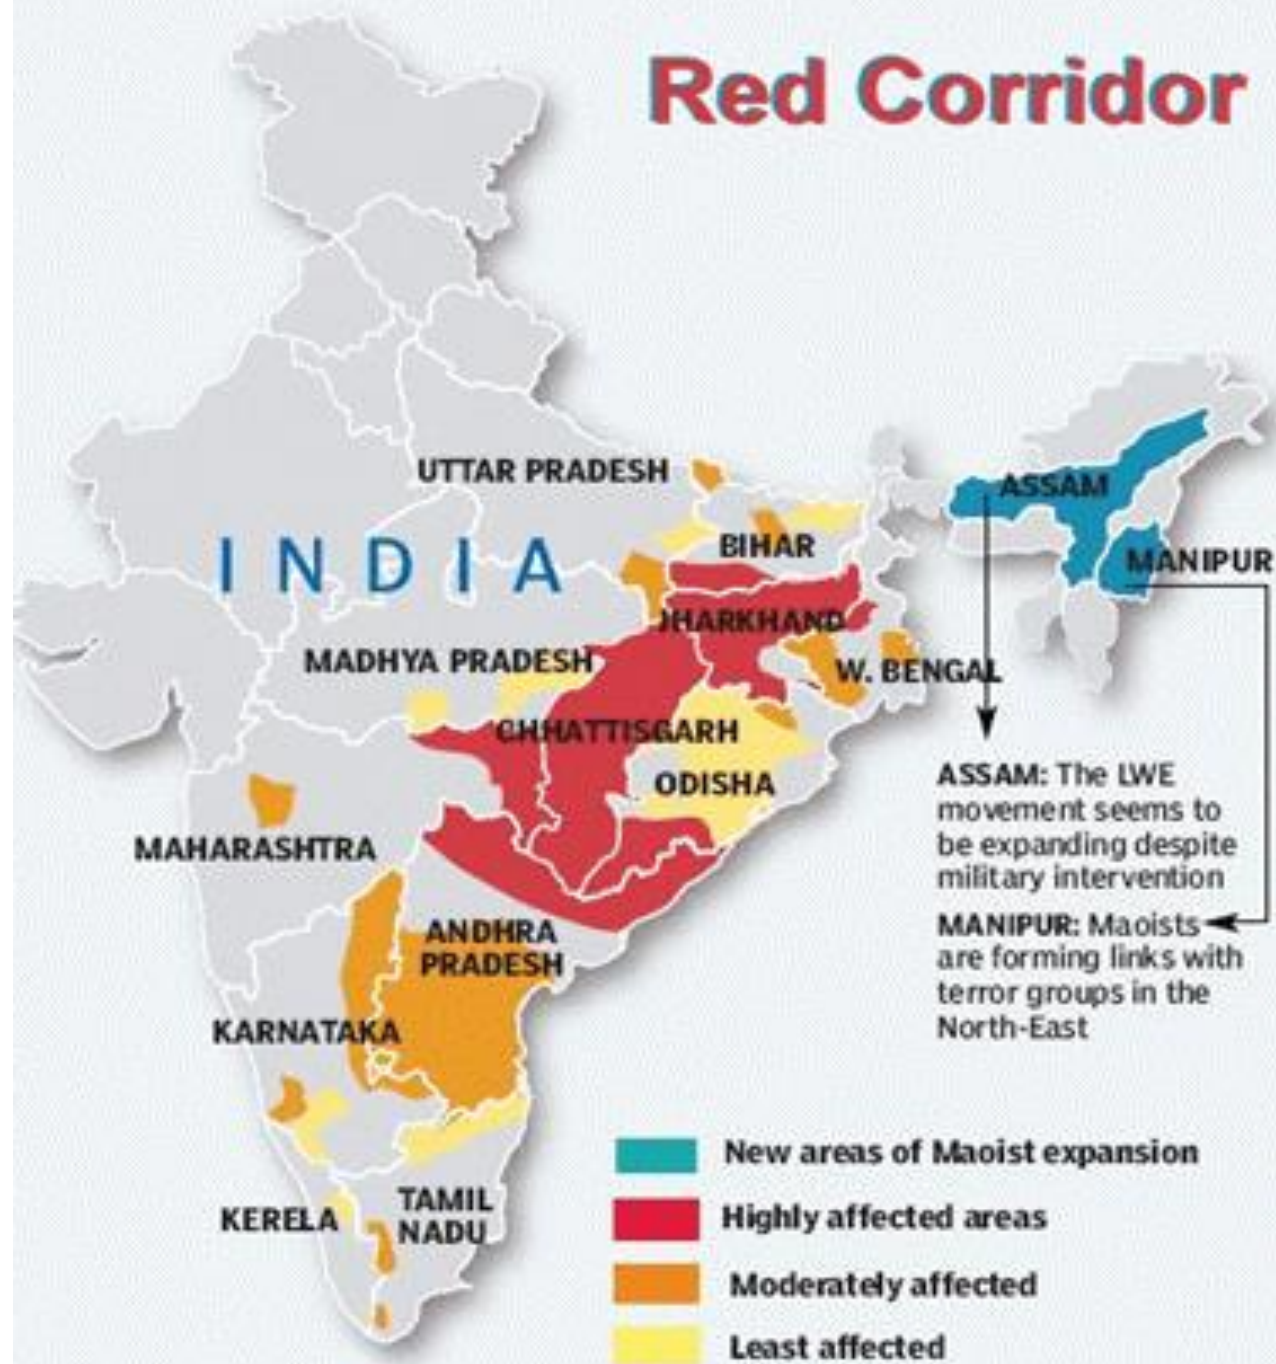 Red Corridor
UTTAR PRADESH
ASSAM
INDIA
BIHAR
MANIPUR
JHARKHAND
MADHYA PRADESH
W. BENGAL
CHHATTISGARH
ODISHA
MAHARASHTRA
ASSAM: The LWE
movement seems to
be expanding despite
military intervention
MANIPUR: Maoists
are forming links with
terror groups in the
North-East
ANDHRA
PRADESH
KARNATAKA
KERELA
TAMIL
NADU
New areas of Maoist expansion
Highly affected areas
Moderately affected
Least affected